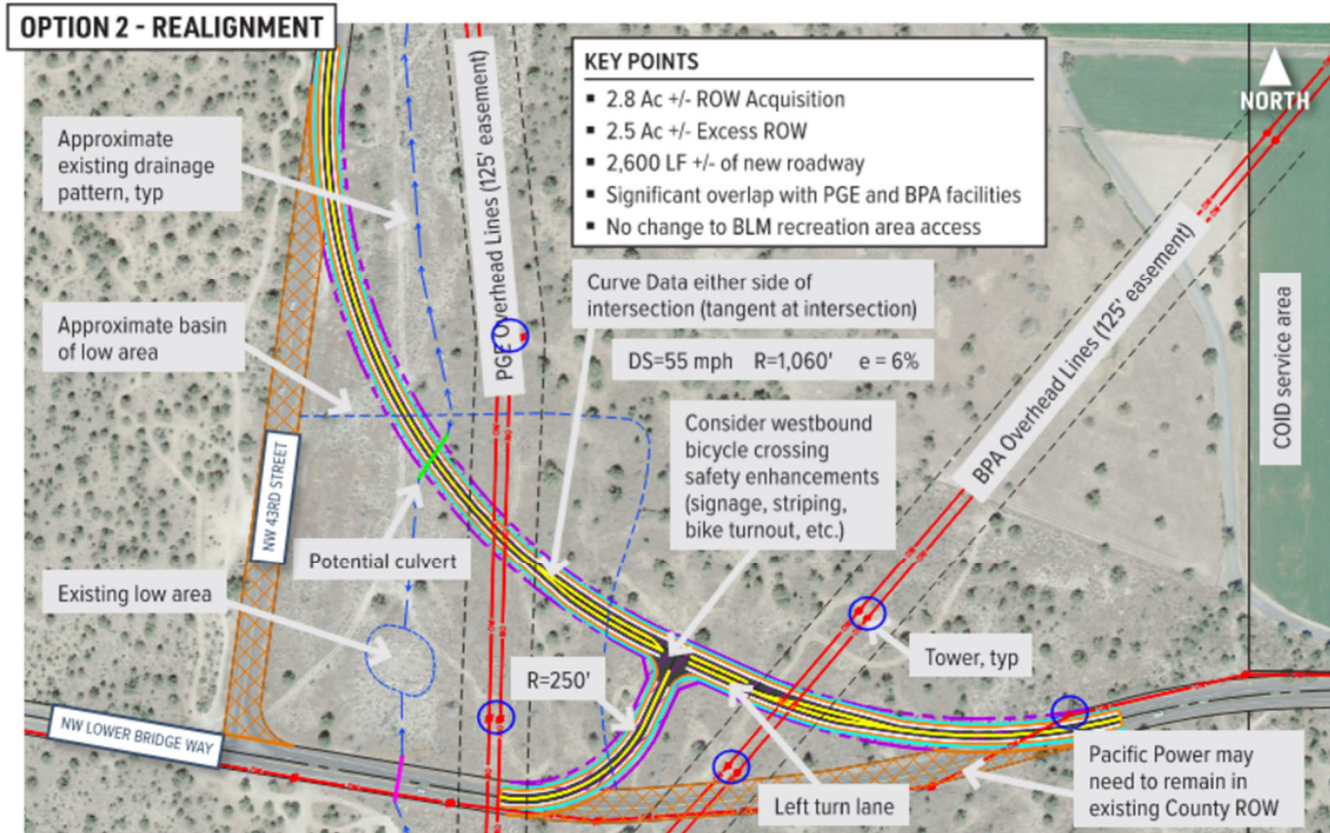 OPTION 2 - REALIGNMENT
KEY POINTS
▪ 2.8 Ac +/- ROW Acquisition
▪ 2.5 Ac +/- Excess ROW
▪ 2,600 LF +/- of new roadway
▪ Significant overlap with PGE and BPA facilities
▪ No change to BLM recreation area access
NORTH
Approximate
existing drainage
pattern, typ
PGE Overhead Lines (125' easement)
BPA Overhead Lines (125' easement)
COID service area
Curve Data either side of
intersection (tangent at intersection)
DS=55 mph R=1,060' e = 6%
Approximate basin
of low area
Consider westbound
bicycle crossing
safety enhancements
(signage, striping,
bike turnout, etc.)
NW 43RD STREET
Potential culvert
Existing low area
Tower, typ
R=250'
NW LOWER BRIDGE WAY
Left turn lane
Pacific Power may
need to remain in
existing County ROW